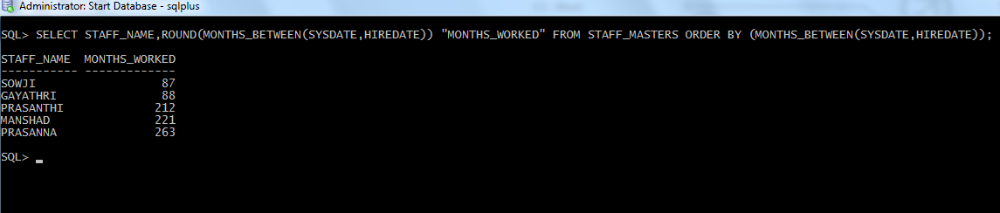 Administrator: Start Database - sqlplus
SQL> SELECT STAFF_NAME,ROUND(MONTHS_BETWEEN(SYSDATE,HIREDATE)) "MONTHS_WORKED" FROM STAFF_MASTERS ORDER BY (MONTHS_BETWEEN(SYSDATE,HIREDATE));
STAFF_NAME  MONTHS_WORKED
----------- -------------
SOWJI                  87
GAYATHRI               88
PRASANTHI             212
MANSHAD               221
PRASANNA              263
SQL>